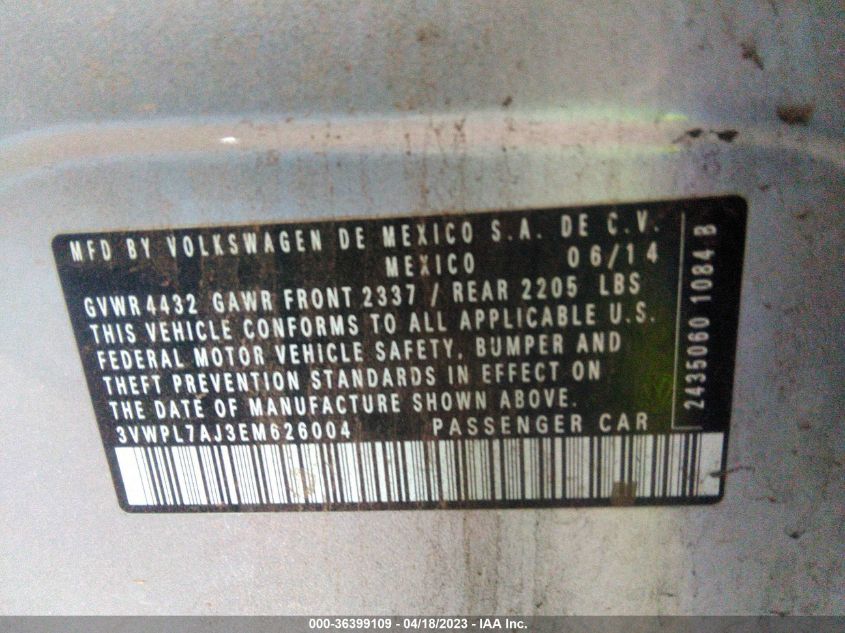 MFD BY VOLKSWAGEN DE MEXICO S.A. DE C.V.
MEXICO 06/14
GVWR 4432 GAWR FRONT 2337 / REAR 2205 LBS
THIS VEHICLE CONFORMS TO ALL APPLICABLE U.S.
FEDERAL MOTOR VEHICLE SAFETY, BUMPER AND
THEFT PREVENTION STANDARDS IN EFFECT ON
THE DATE OF MANUFACTURE SHOWN ABOVE.
3VWPL7AJ3EM626004 PASSENGER CAR
2435060 1084 B
000-36399109 - 04/18/2023 - IAA Inc.